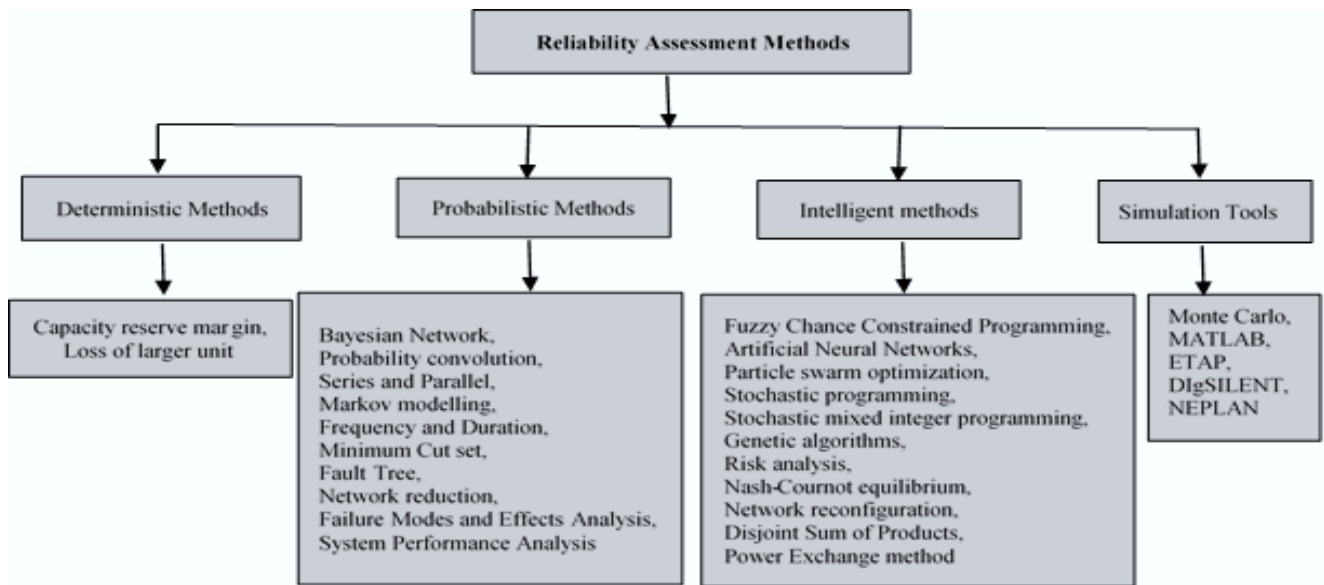 Reliability Assessment Methods
Deterministic Methods
Probabilistic Methods
Intelligent methods
Simulation Tools
Capacity reserve margin,
Loss of larger unit
Bayesian Network,
Probability convolution,
Series and Parallel,
Markov modelling,
Frequency and Duration,
Minimum Cut set,
Fault Tree,
Network reduction,
Failure Modes and Effects Analysis,
System Performance Analysis
Fuzzy Chance Constrained Programming,
Artificial Neural Networks,
Particle swarm optimization,
Stochastic programming,
Stochastic mixed integer programming,
Genetic algorithms,
Risk analysis,
Nash-Cournot equilibrium,
Network reconfiguration,
Disjoint Sum of Products,
Power Exchange method
Monte Carlo,
MATLAB,
ETAP,
DIgSILENT,
NEPLAN